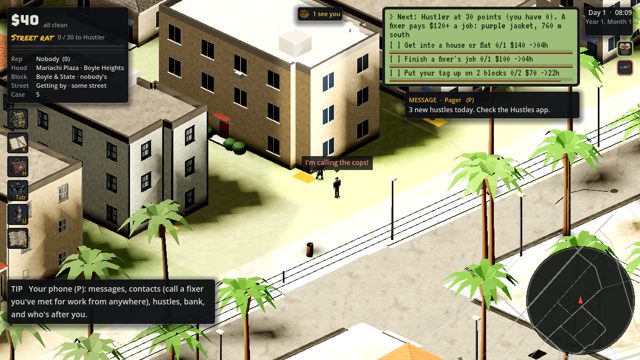 $40 all clean
STREET RAT 0 / 30 to Hustler
Rep Nobody (0)
Hood Mariachi Plaza · Boyle Heights
Block Boyle & State · nobody's
Street Getting by · some street
Case 5
1 see you
> Next: Hustler at 30 points (you have 0). A
fixer pays $120+ a job: purple jacket, 760 m
south
[ ] Get into a house or flat 0/1 $140 ->04h
[ ] Finish a fixer's job 0/1 $100 ->04h
[ ] Put your tag up on 2 blocks 0/2 $70 ->22h
Day 1 · 08:09
Year 1, Month 1
MESSAGE · Pager (P)
3 new hustles today. Check the Hustles app.
I'm calling the cops!
TIP Your phone (P): messages, contacts (call a fixer
you've met for work from anywhere), hustles, bank,
and who's after you.